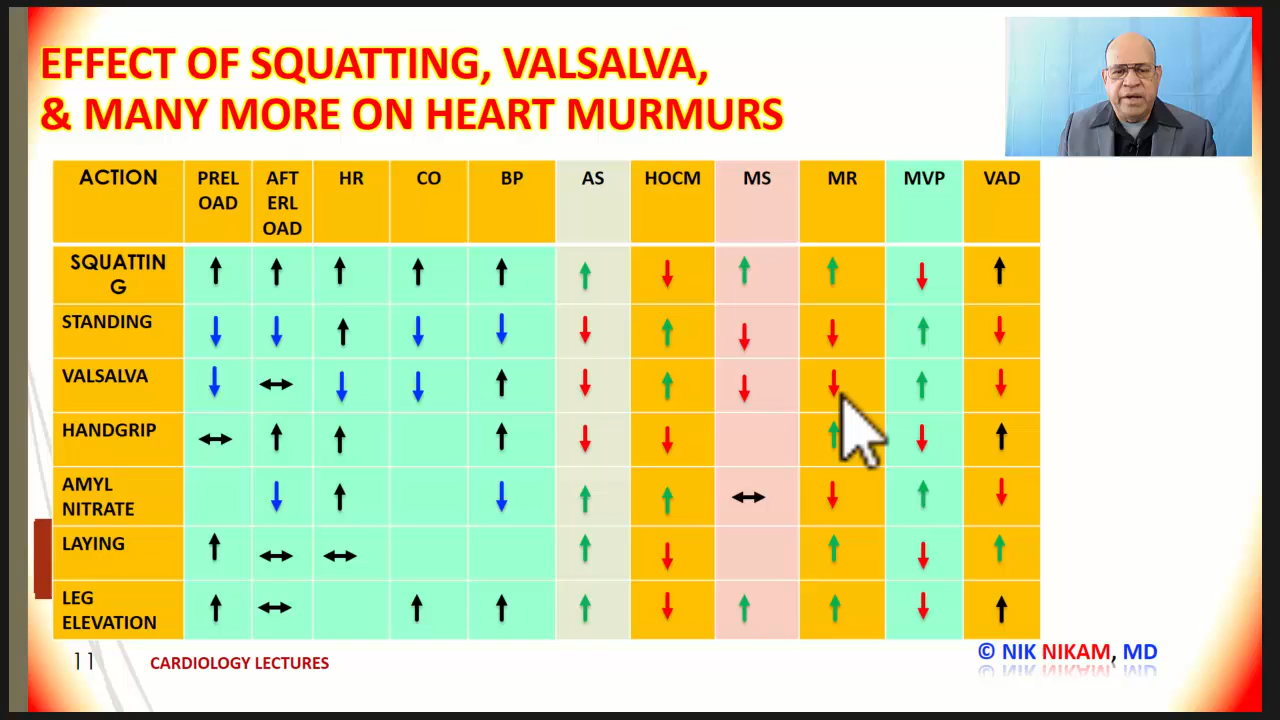 EFFECT OF SQUATTING, VALSALVA,
& MANY MORE ON HEART MURMURS
ACTION
PREL
OAD
AFT
ERL
OAD
HR
CO
BP
AS
HOCM
MS
MR
MVP
VAD
SQUATTIN
G
STANDING
VALSALVA
HANDGRIP
AMYL
NITRATE
LAYING
LEG
ELEVATION
11
CARDIOLOGY LECTURES
© NIK NIKAM, MD